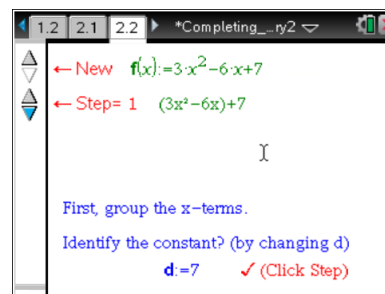 1.2 2.1 2.2 *Completing_...ry2
← New f(x):=3·x²−6·x+7
← Step= 1 (3x²−6x)+7
First, group the x−terms.
Identify the constant? (by changing d)
d:=7 ✓ (Click Step)